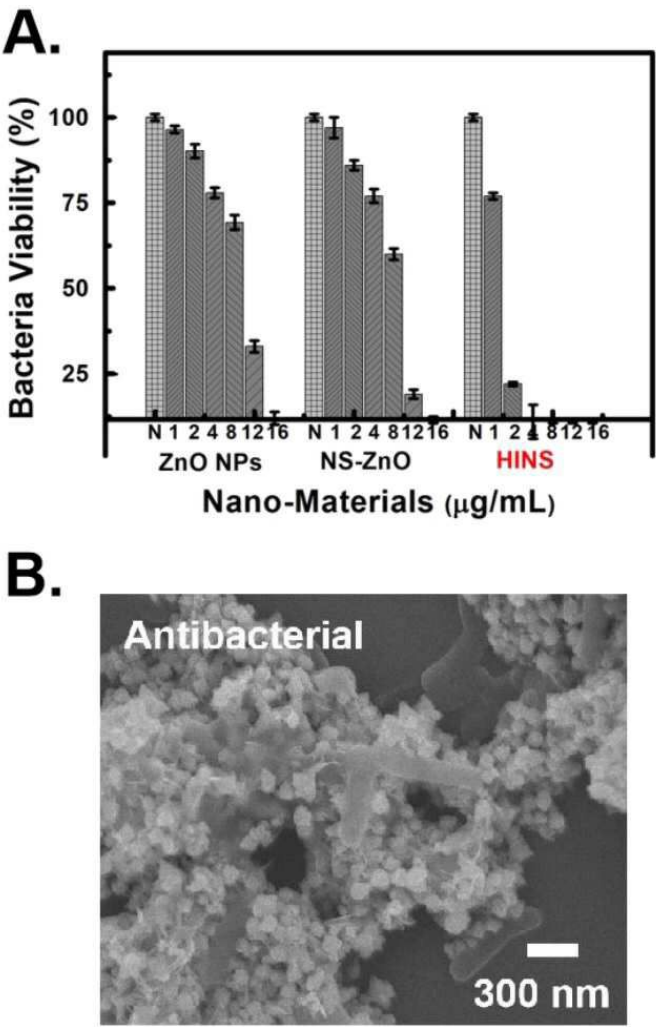 A.
Bacteria Viability (%)
100
75
50
25
N 1 2 4 8 12 16 N 1 2 4 8 12 16 N 1 2 4 8 12 16
ZnO NPs NS-ZnO HINS
Nano-Materials (μg/mL)
B.
Antibacterial
300 nm